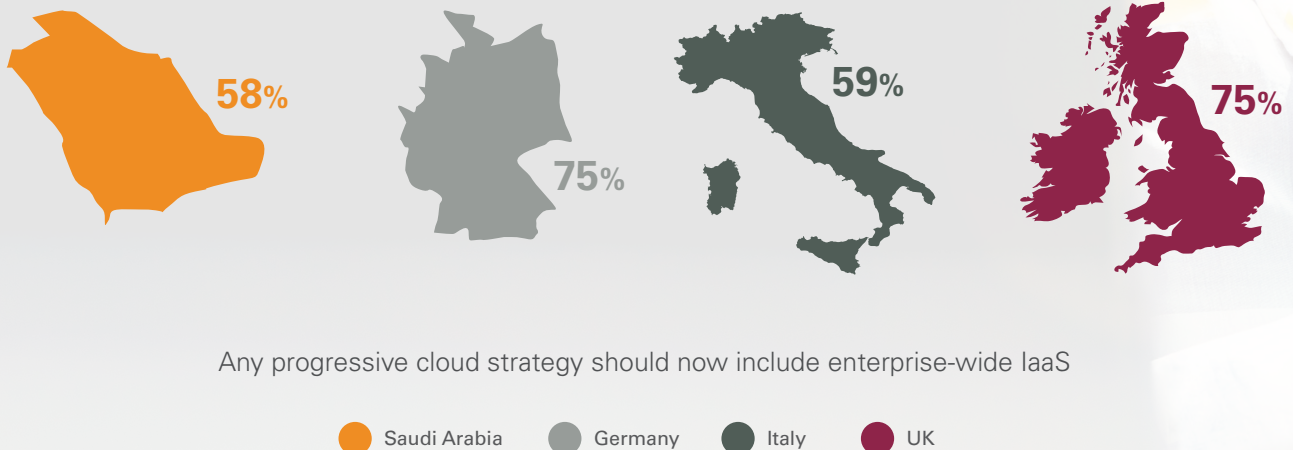 58%
75%
59%
75%
Any progressive cloud strategy should now include enterprise-wide IaaS
Saudi Arabia Germany Italy UK